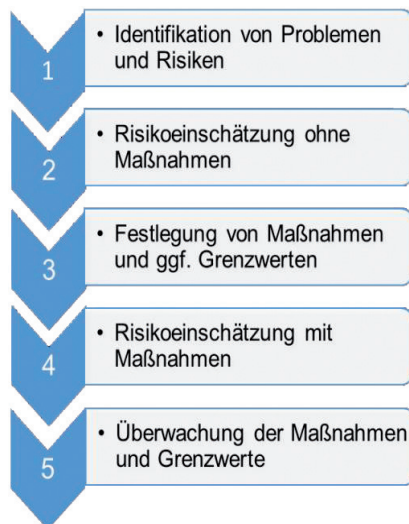 1
• Identifikation von Problemen
und Risiken
2
• Risikoeinschätzung ohne
Maßnahmen
3
• Festlegung von Maßnahmen
und ggf. Grenzwerten
4
• Risikoeinschätzung mit
Maßnahmen
5
• Überwachung der Maßnahmen
und Grenzwerte